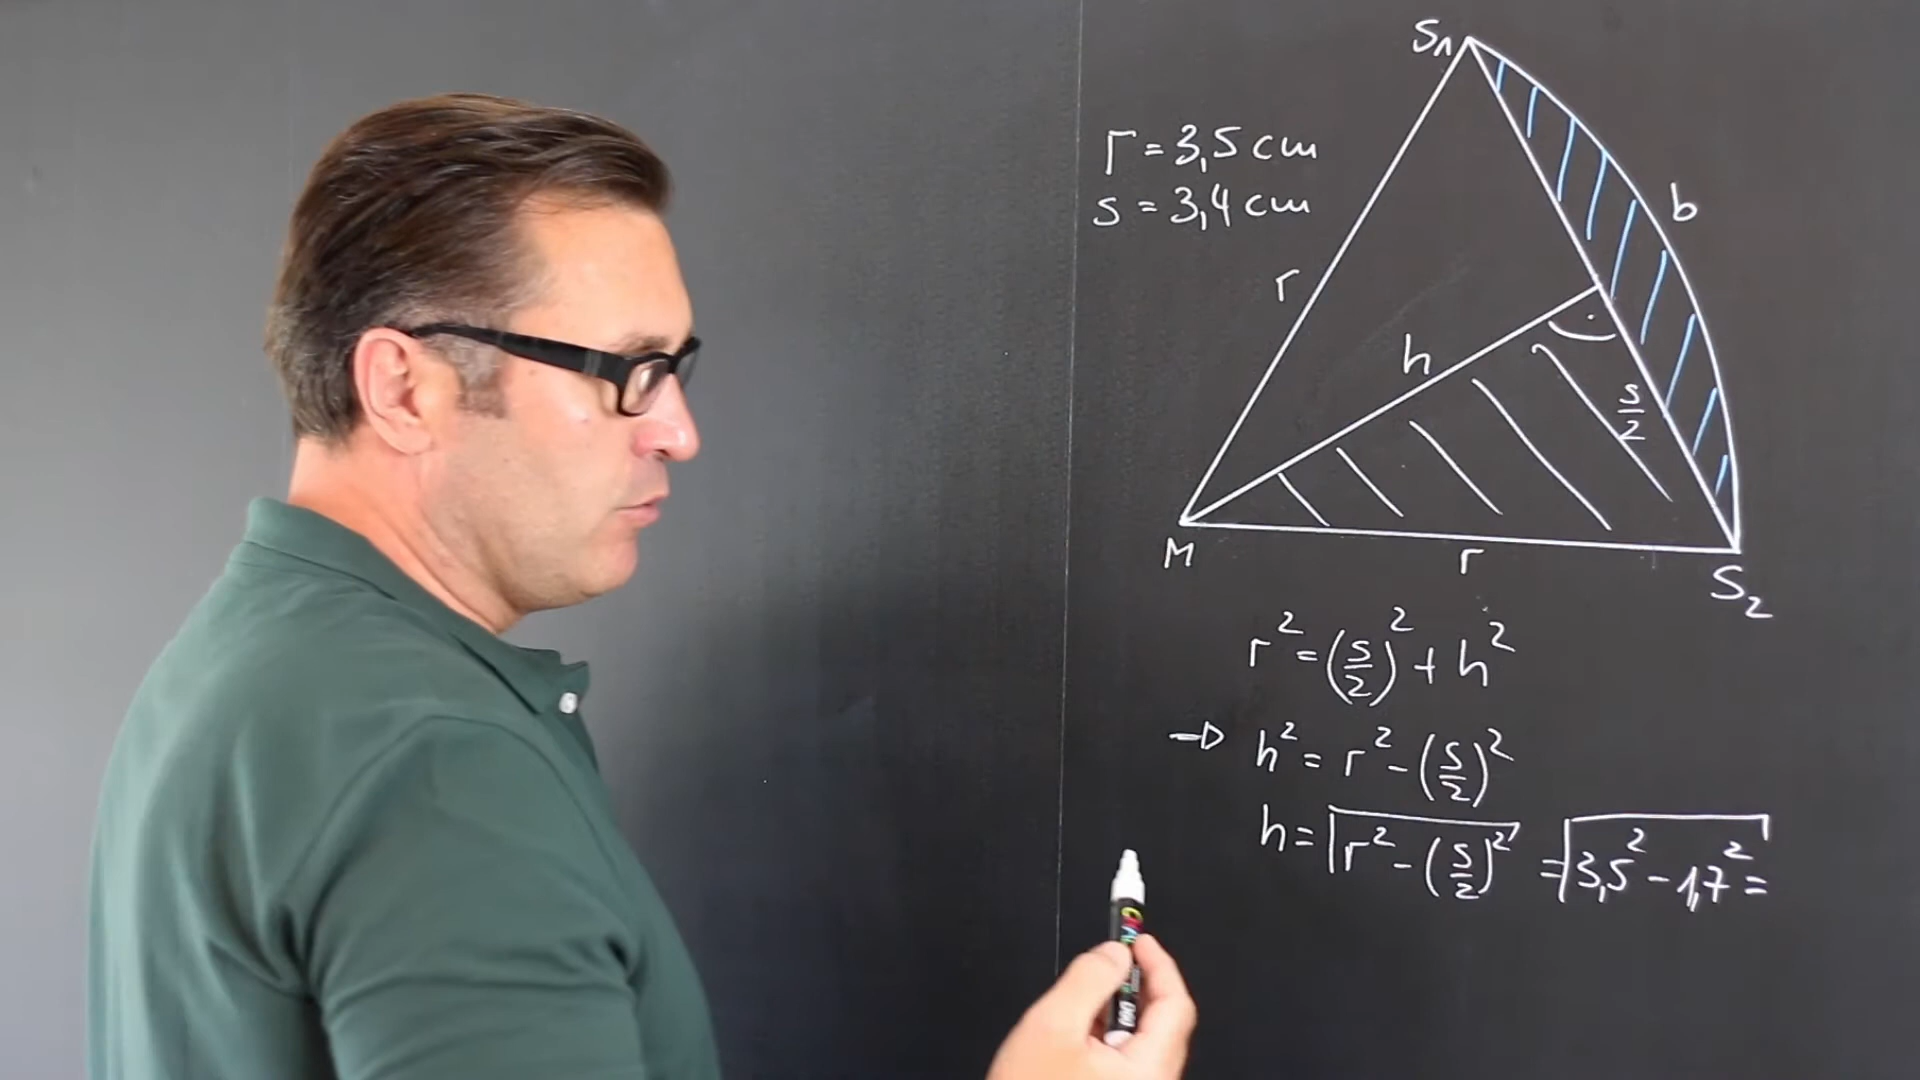 S₁
r = 3,5 cm
s = 3,4 cm
b
r
h
s/2
M
r
S₂
r² = (s/2)² + h²
→ h² = r² - (s/2)²
h = √(r² - (s/2)²) = √(3,5² - 1,7²) =